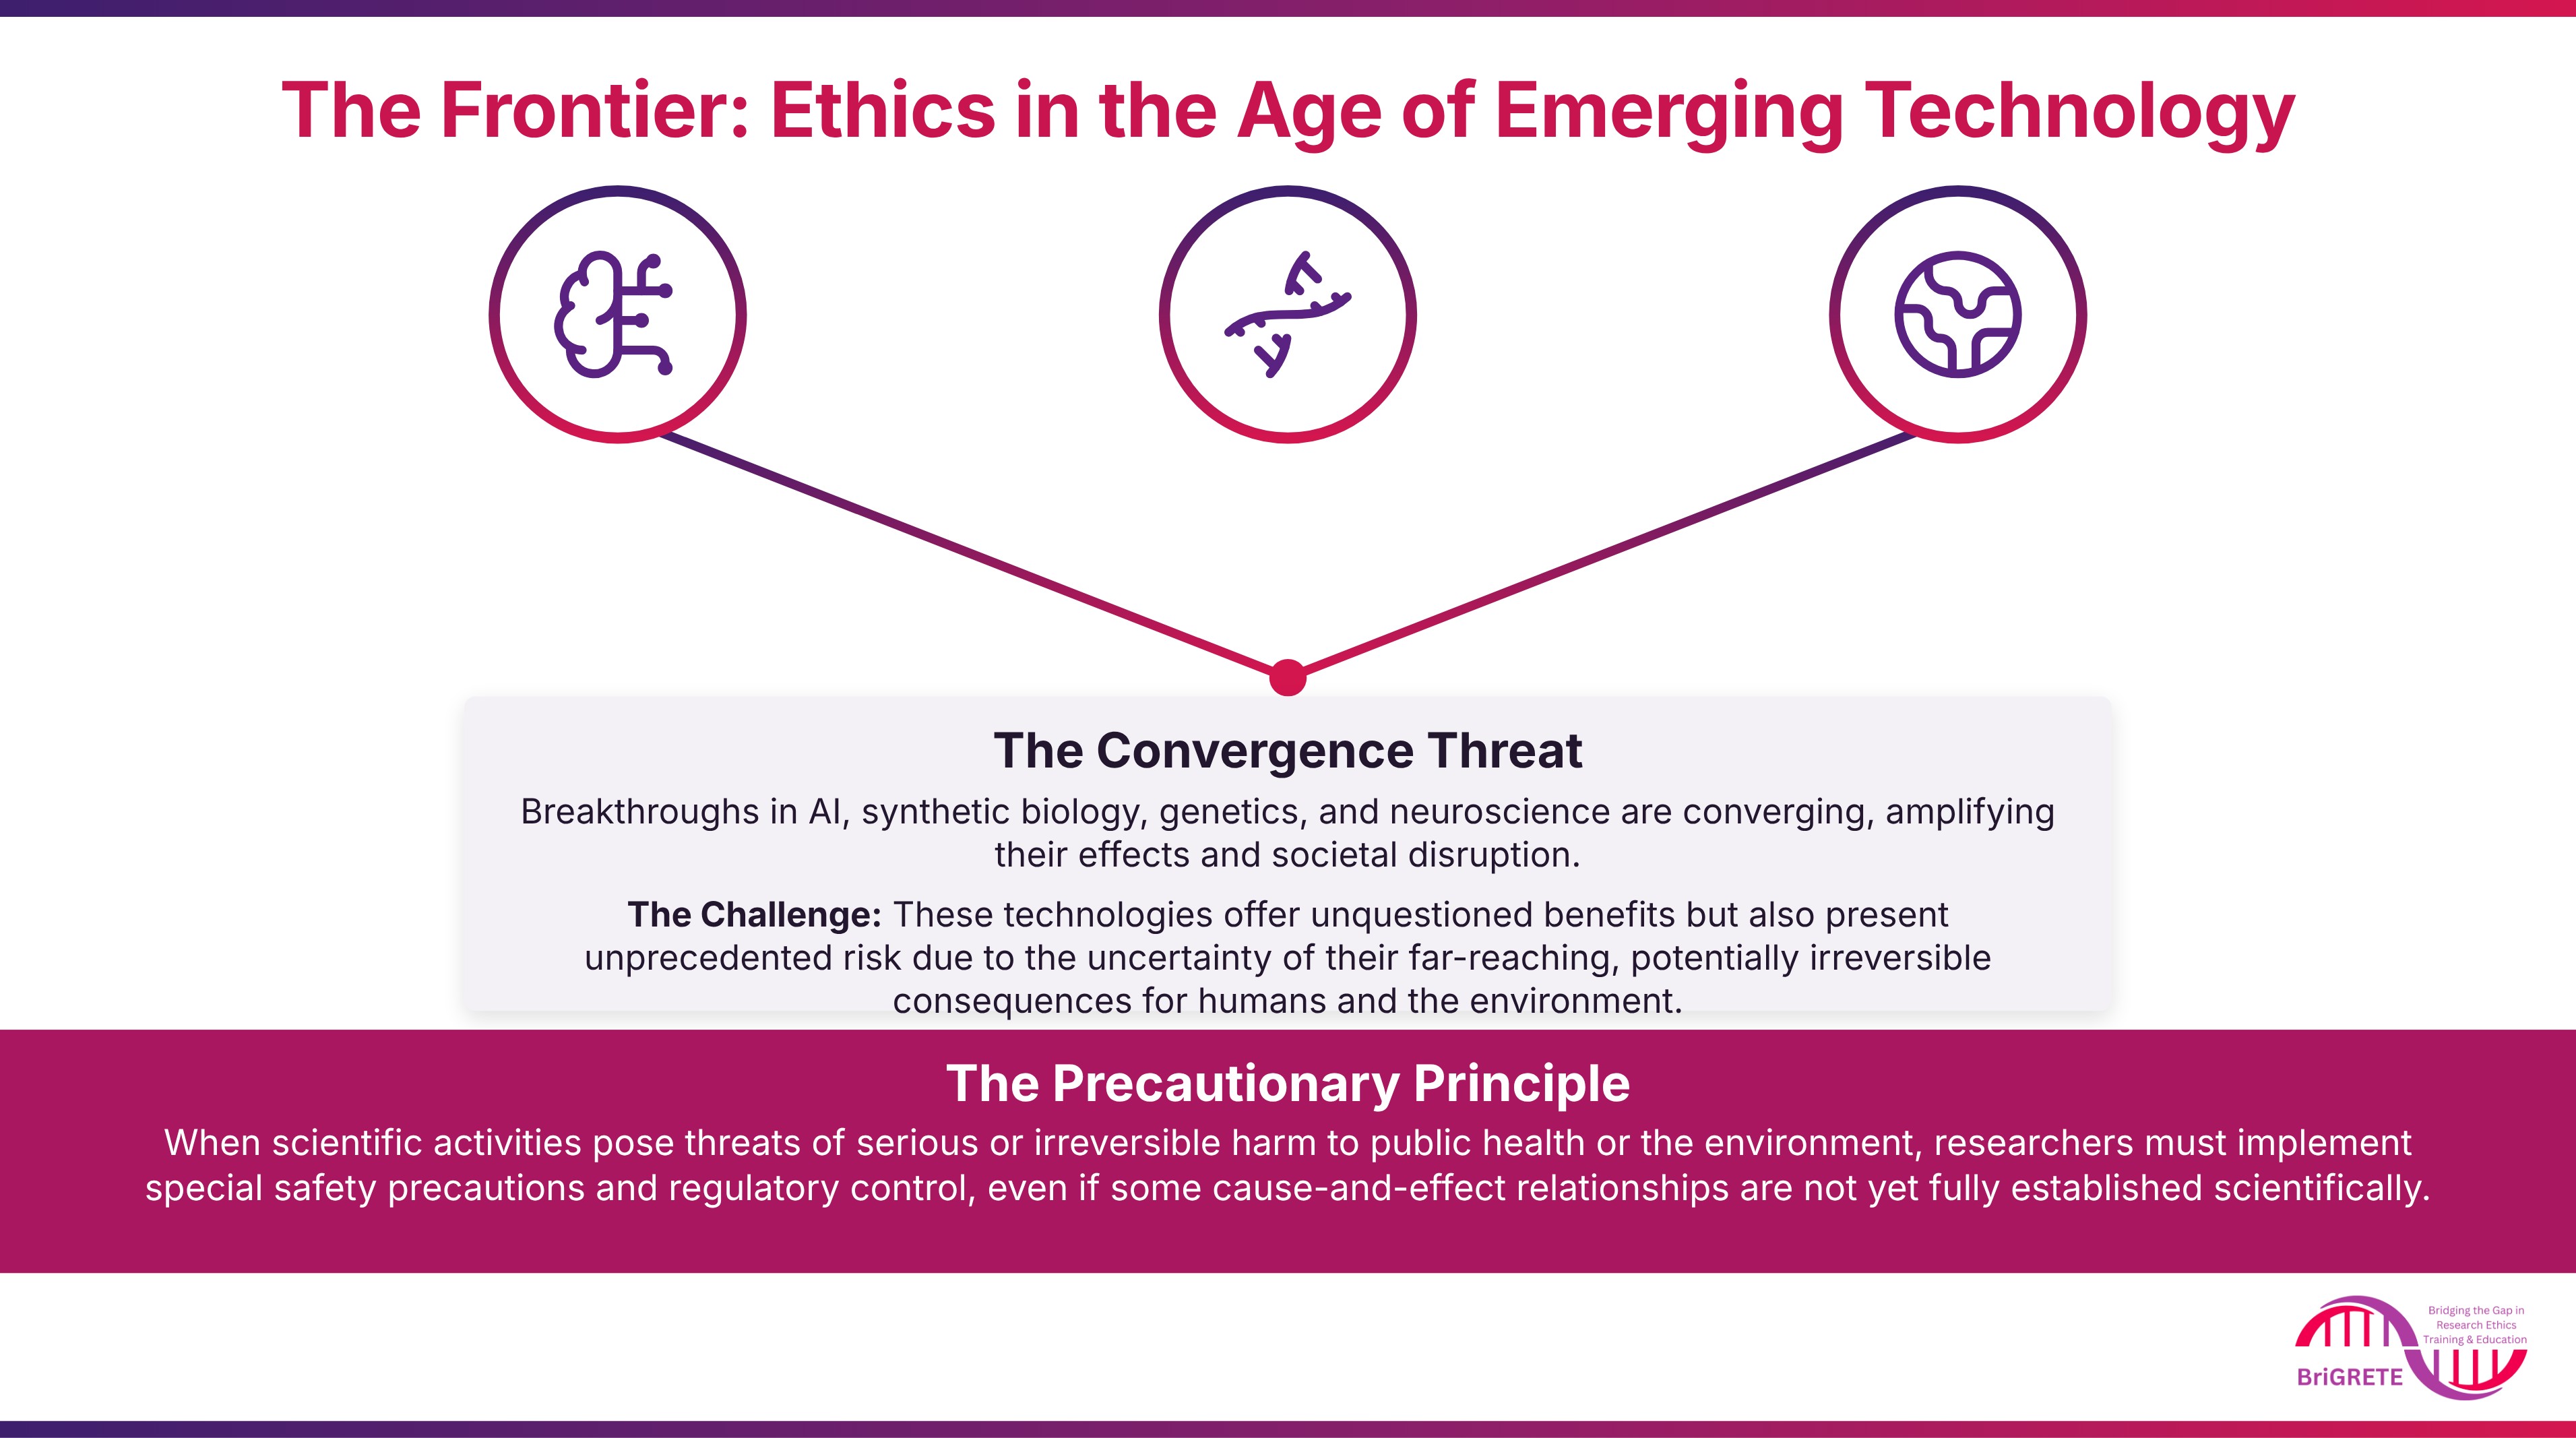 The Frontier: Ethics in the Age of Emerging Technology
The Convergence Threat
Breakthroughs in AI, synthetic biology, genetics, and neuroscience are converging, amplifying
their effects and societal disruption.
The Challenge: These technologies offer unquestioned benefits but also present
unprecedented risk due to the uncertainty of their far-reaching, potentially irreversible
consequences for humans and the environment.
The Precautionary Principle
When scientific activities pose threats of serious or irreversible harm to public health or the environment, researchers must implement
special safety precautions and regulatory control, even if some cause-and-effect relationships are not yet fully established scientifically.
Bridging the Gap in
Research Ethics
Training & Education
BriGRETE